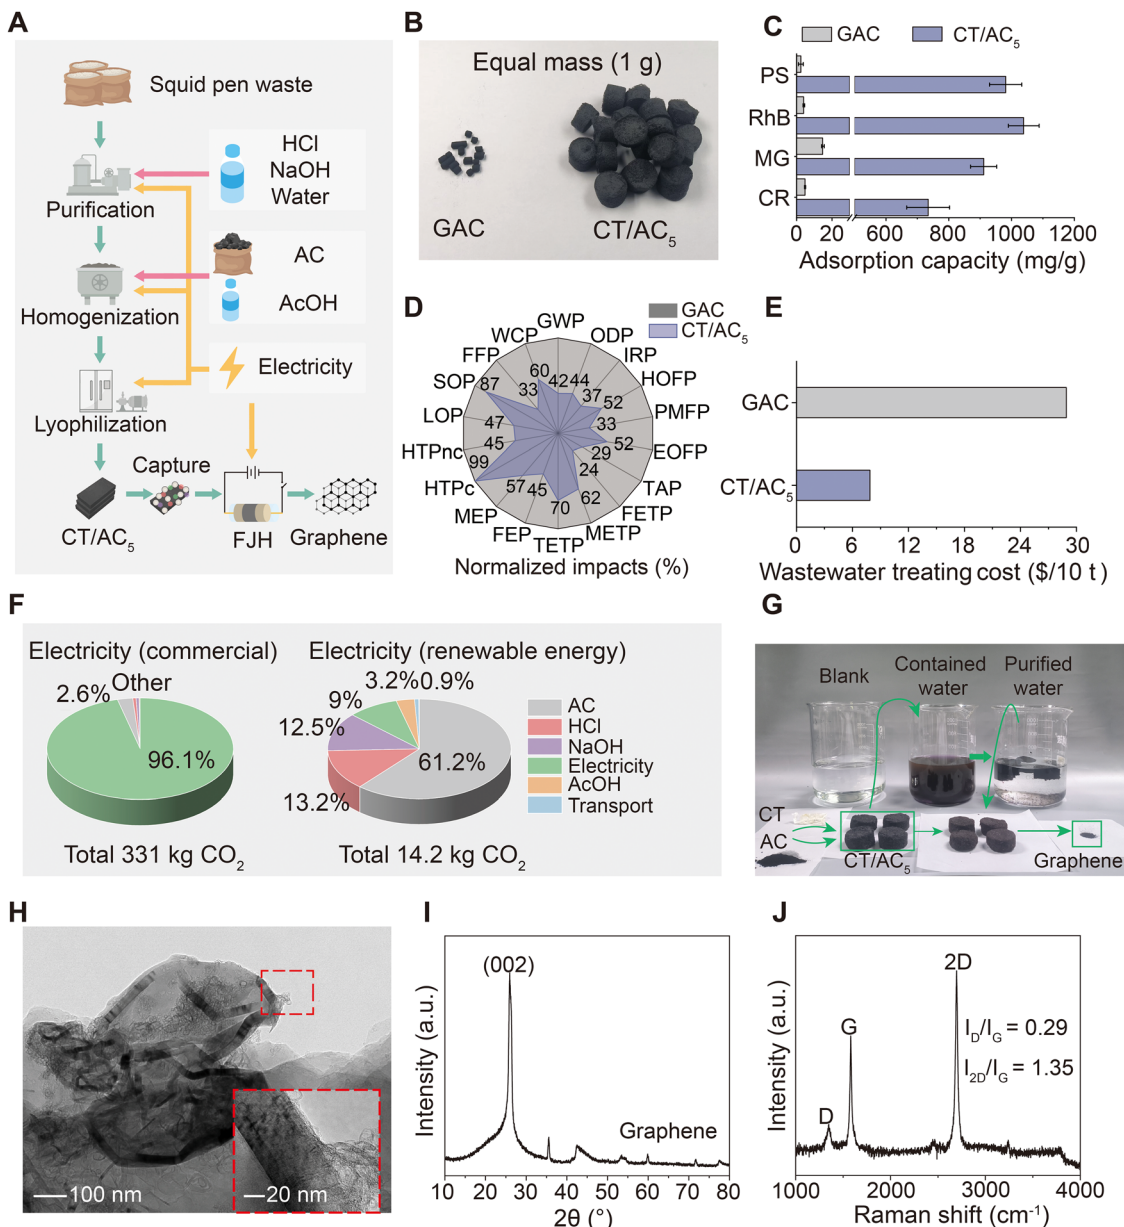 A
Squid pen waste
HCl
NaOH
Water
Purification
AC
AcOH
Homogenization
Electricity
Lyophilization
Capture
CT/AC5
FJH
Graphene
B
Equal mass (1 g)
GAC
CT/AC5
C
GAC
CT/AC5
PS
RhB
MG
CR
0 20 600 800 1000 1200
Adsorption capacity (mg/g)
D
GAC
CT/AC5
GWP
ODP
IRP
HOFP
PMFP
EOFP
TAP
FETP
METP
TETP
FEP
MEP
HTPc
HTPnc
LOP
SOP
FFP
WCP
42
44
37
52
33
52
29
24
62
70
45
57
99
45
47
87
33
60
Normalized impacts (%)
E
GAC
CT/AC5
0 6 12 18 24 30
Wastewater treating cost ($/10 t )
F
Electricity (commercial)
2.6%
Other
96.1%
Total 331 kg CO2
Electricity (renewable energy)
3.2%
0.9%
9%
12.5%
61.2%
13.2%
Total 14.2 kg CO2
AC
HCl
NaOH
Electricity
AcOH
Transport
G
Blank
Contained
water
Purified
water
CT
AC
CT/AC5
Graphene
H
100 nm
20 nm
I
(002)
Graphene
Intensity (a.u.)
10 20 30 40 50 60 70 80
2θ (°)
J
D
G
2D
ID/IG = 0.29
I2D/IG = 1.35
Intensity (a.u.)
1000 2000 3000 4000
Raman shift (cm-1)